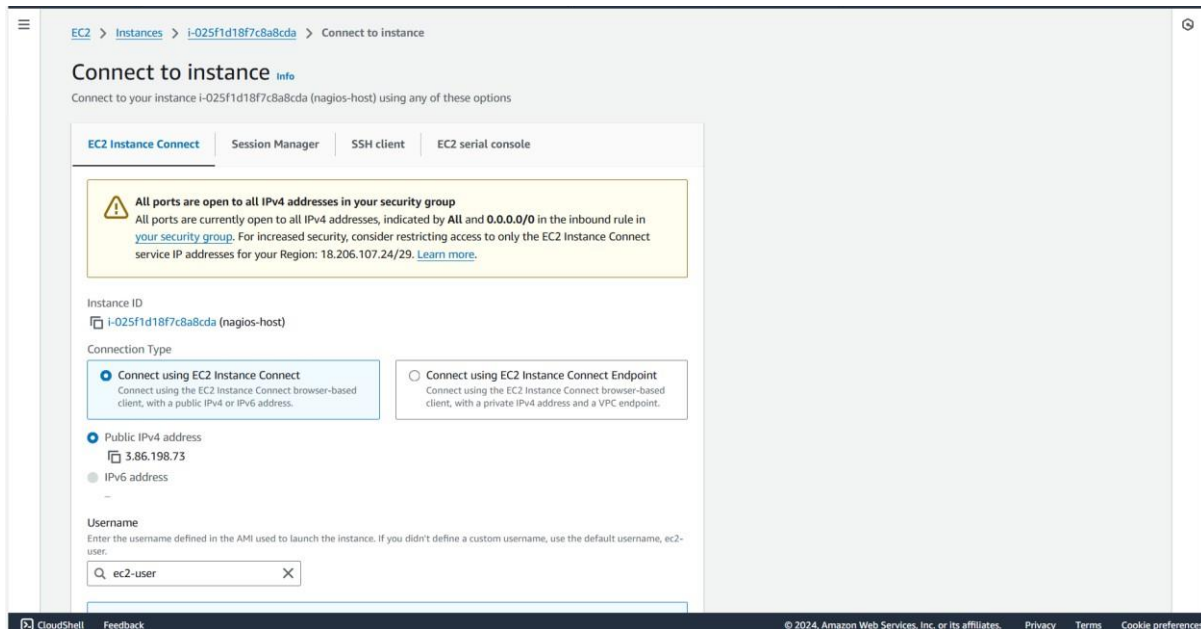 EC2 > Instances > i-025f1d18f7c8a8cda > Connect to instance
Connect to instance Info
Connect to your instance i-025f1d18f7c8a8cda (nagios-host) using any of these options
EC2 Instance Connect Session Manager SSH client EC2 serial console
All ports are open to all IPv4 addresses in your security group
All ports are currently open to all IPv4 addresses, indicated by All and 0.0.0.0/0 in the inbound rule in
your security group. For increased security, consider restricting access to only the EC2 Instance Connect
service IP addresses for your Region: 18.206.107.24/29. Learn more.
Instance ID
i-025f1d18f7c8a8cda (nagios-host)
Connection Type
Connect using EC2 Instance Connect
Connect using the EC2 Instance Connect browser-based
client, with a public IPv4 or IPv6 address.
Connect using EC2 Instance Connect Endpoint
Connect using the EC2 Instance Connect browser-based
client, with a private IPv4 address and a VPC endpoint.
Public IPv4 address
3.86.198.73
IPv6 address
–
Username
Enter the username defined in the AMI used to launch the instance. If you didn't define a custom username, use the default username, ec2-
user.
ec2-user
CloudShell Feedback © 2024, Amazon Web Services, Inc. or its affiliates. Privacy Terms Cookie preferences